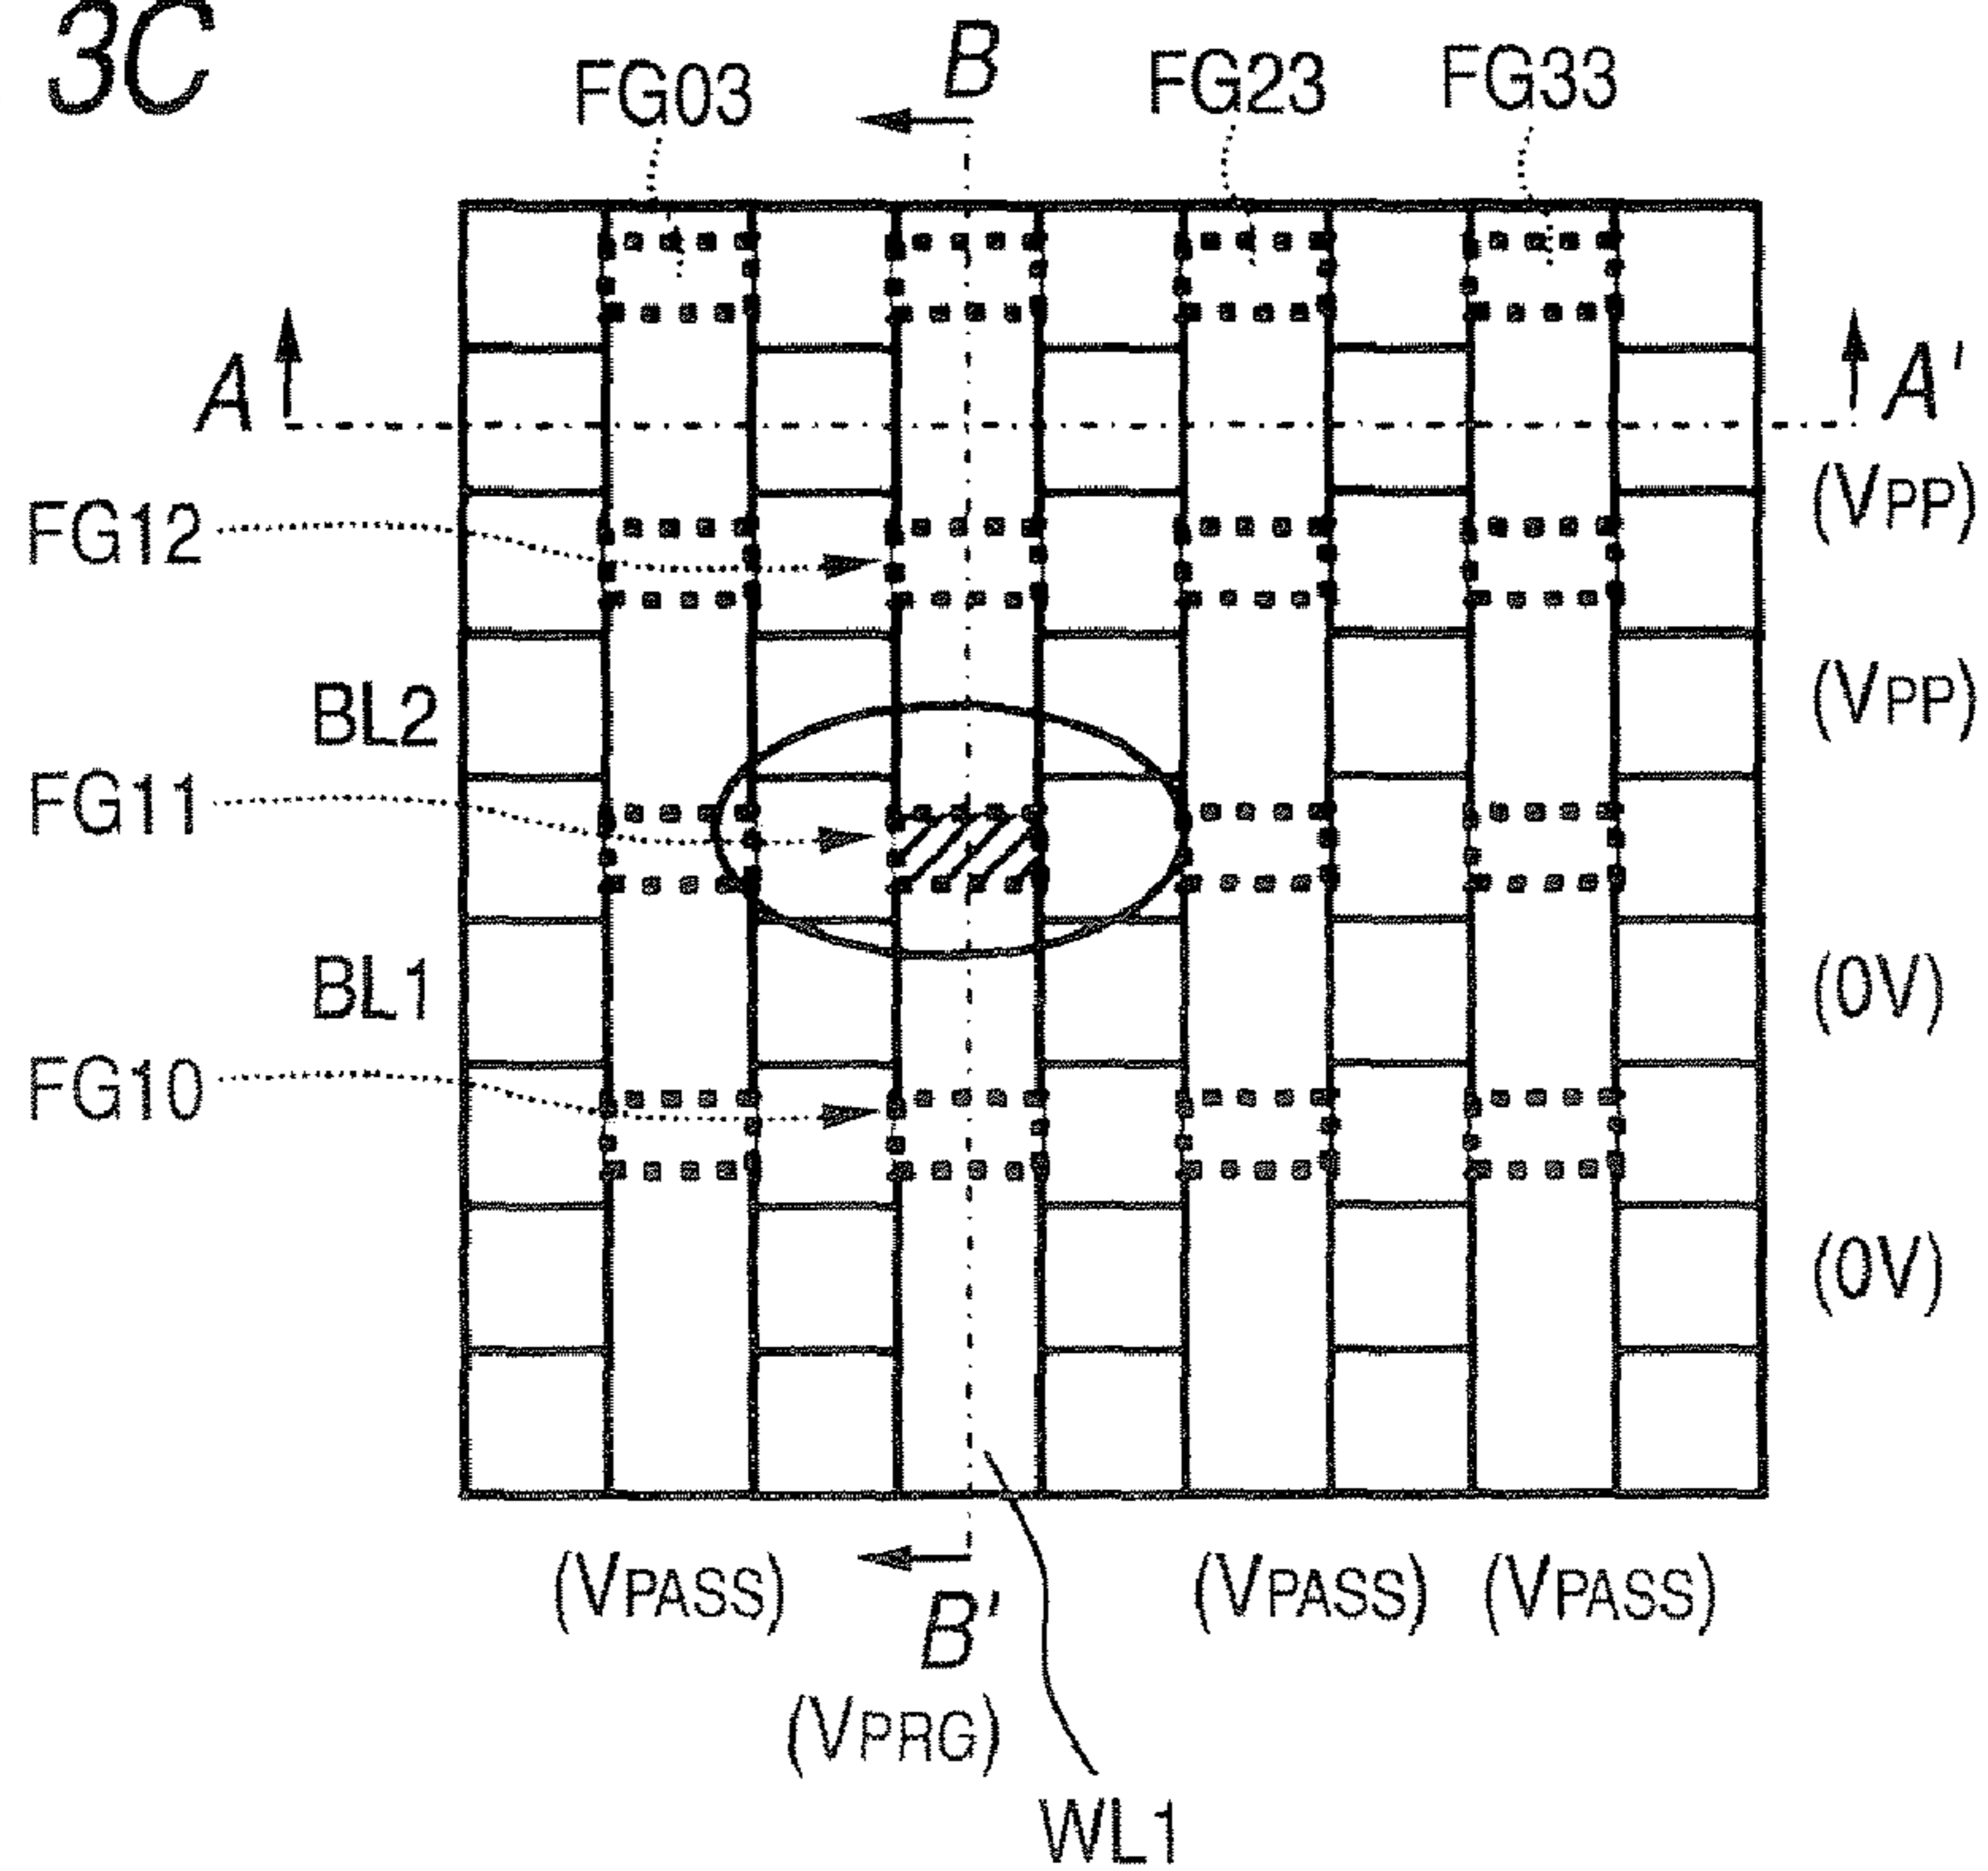 3C
B
FG03
FG23
FG33
A
A'
(VPP)
FG12
(VPP)
BL2
FG11
BL1
(0V)
FG10
(0V)
(VPASS)
(VPASS)
(VPASS)
B'
(VPRG)
WL1